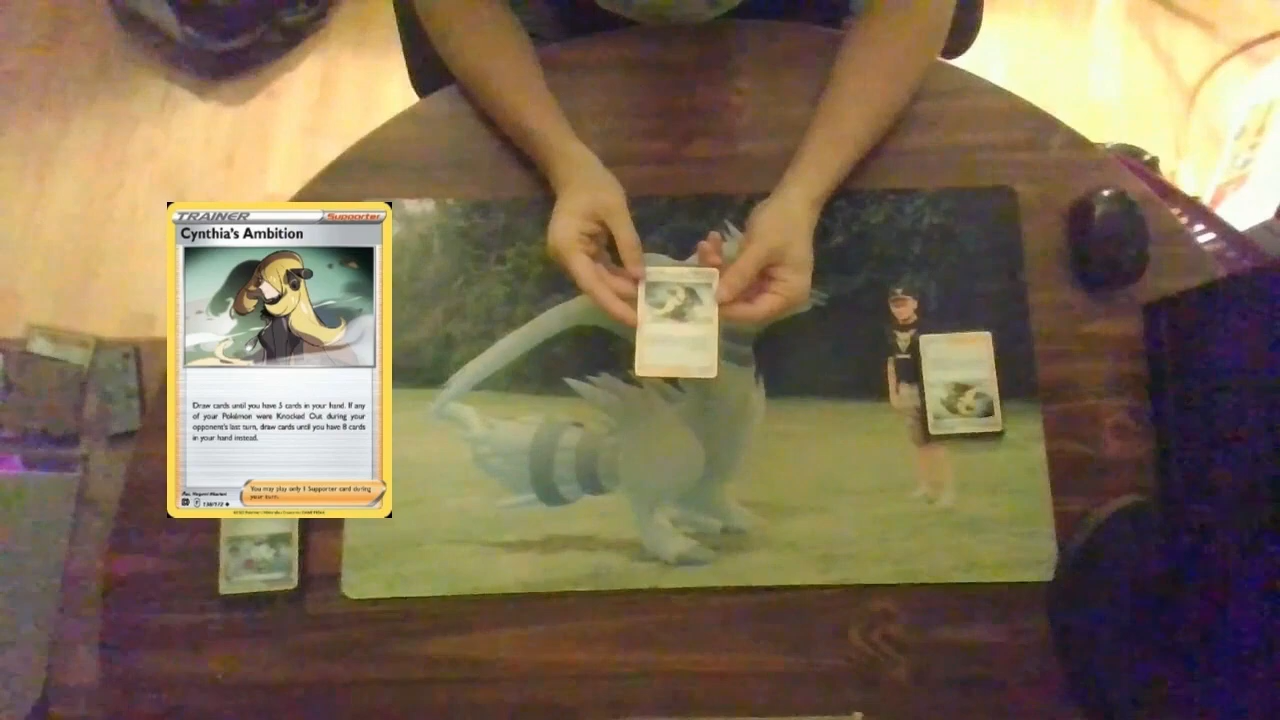 TRAINER Supporter
Cynthia's Ambition
Draw cards until you have 5 cards in your hand. If any
of your Pokémon were Knocked Out during your
opponent's last turn, draw cards until you have 8 cards
in your hand instead.
You may play only 1 Supporter card during
your turn.
138/172